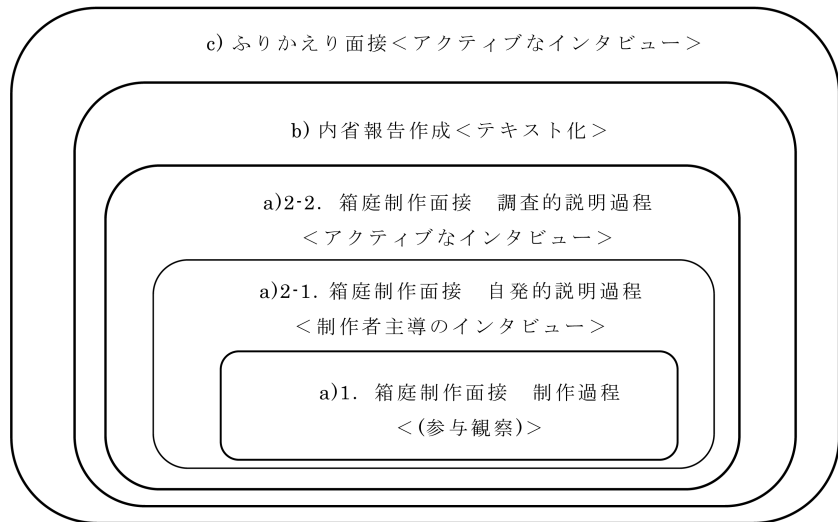 c) ふりかえり面接＜アクティブなインタビュー＞
b) 内省報告作成＜テキスト化＞
a)2-2. 箱庭制作面接　調査的説明過程
＜アクティブなインタビュー＞
a)2-1. 箱庭制作面接　自発的説明過程
＜制作者主導のインタビュー＞
a)1. 箱庭制作面接　制作過程
＜(参与観察)＞